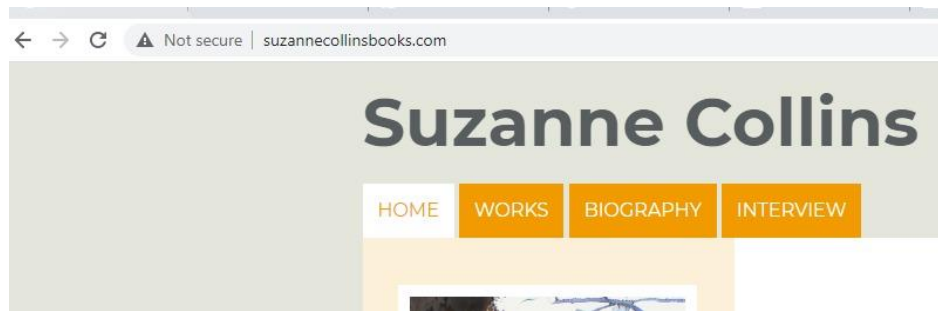 Not secure | suzannecollinsbooks.com
Suzanne Collins
HOME WORKS BIOGRAPHY INTERVIEW